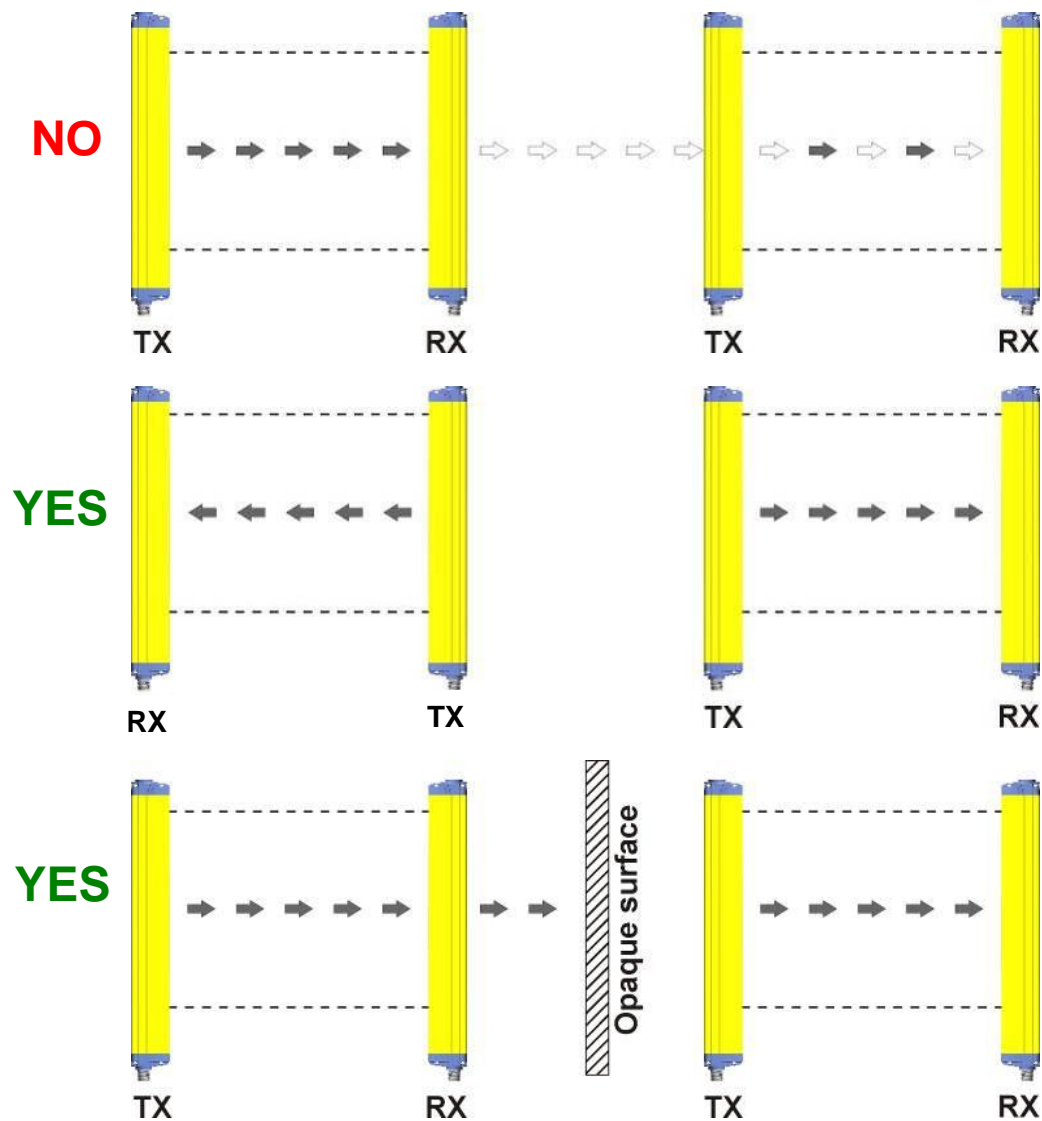 NO
TX RX TX RX
YES
RX TX TX RX
YES
Opaque surface
TX RX TX RX